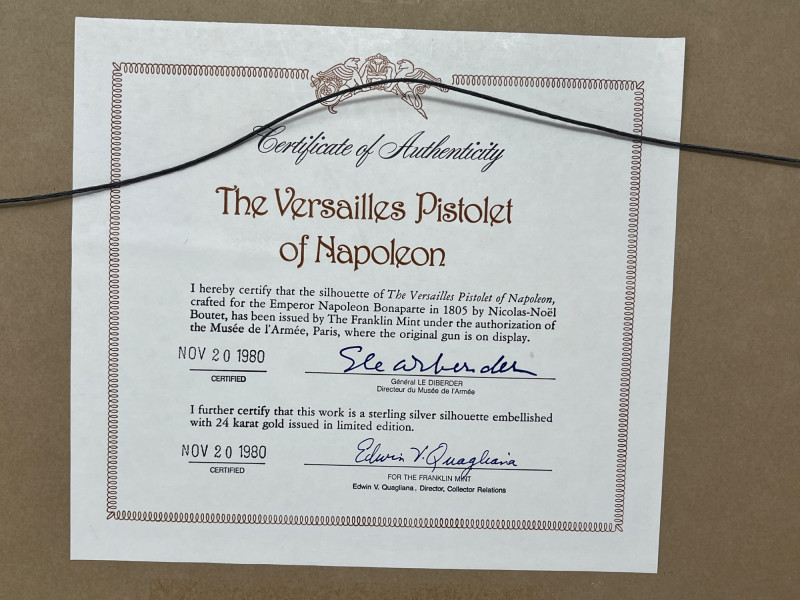 Certificate of Authenticity
The Versailles Pistolet
of Napoleon
I hereby certify that the silhouette of The Versailles Pistolet of Napoleon,
crafted for the Emperor Napoleon Bonaparte in 1805 by Nicolas-Noël
Boutet, has been issued by The Franklin Mint under the authorization of
the Musée de l'Armée, Paris, where the original gun is on display.
NOV 20 1980
CERTIFIED
Général LE DIBERDER
Directeur du Musée de l'Armée
I further certify that this work is a sterling silver silhouette embellished
with 24 karat gold issued in limited edition.
NOV 20 1980
Edwin V. Quagliana
CERTIFIED
FOR THE FRANKLIN MINT
Edwin V. Quagliana, Director, Collector Relations